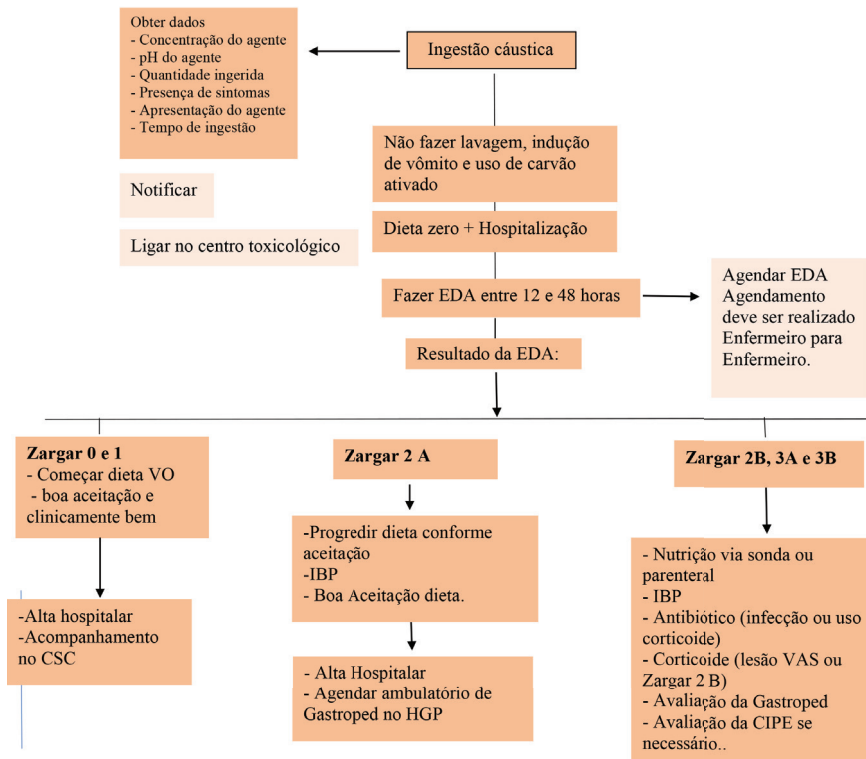 Obter dados
- Concentração do agente
- pH do agente
- Quantidade ingerida
- Presença de sintomas
- Apresentação do agente
- Tempo de ingestão
Ingestão cáustica
Não fazer lavagem, indução
de vômito e uso de carvão
ativado
Notificar
Ligar no centro toxicológico
Dieta zero + Hospitalização
Fazer EDA entre 12 e 48 horas
Agendar EDA
Agendamento
deve ser realizado
Enfermeiro para
Enfermeiro.
Resultado da EDA:
Zargar 0 e 1
- Começar dieta VO
- boa aceitação e
clinicamente bem
-Alta hospitalar
-Acompanhamento
no CSC
Zargar 2 A
-Progredir dieta conforme
aceitação
-IBP
- Boa Aceitação dieta.
- Alta Hospitalar
- Agendar ambulatório de
Gastroped no HGP
Zargar 2B, 3A e 3B
- Nutrição via sonda ou
parenteral
- IBP
- Antibiótico (infecção ou uso
corticoide)
- Corticoide (lesão VAS ou
Zargar 2 B)
- Avaliação da Gastroped
- Avaliação da CIPE se
necessário..